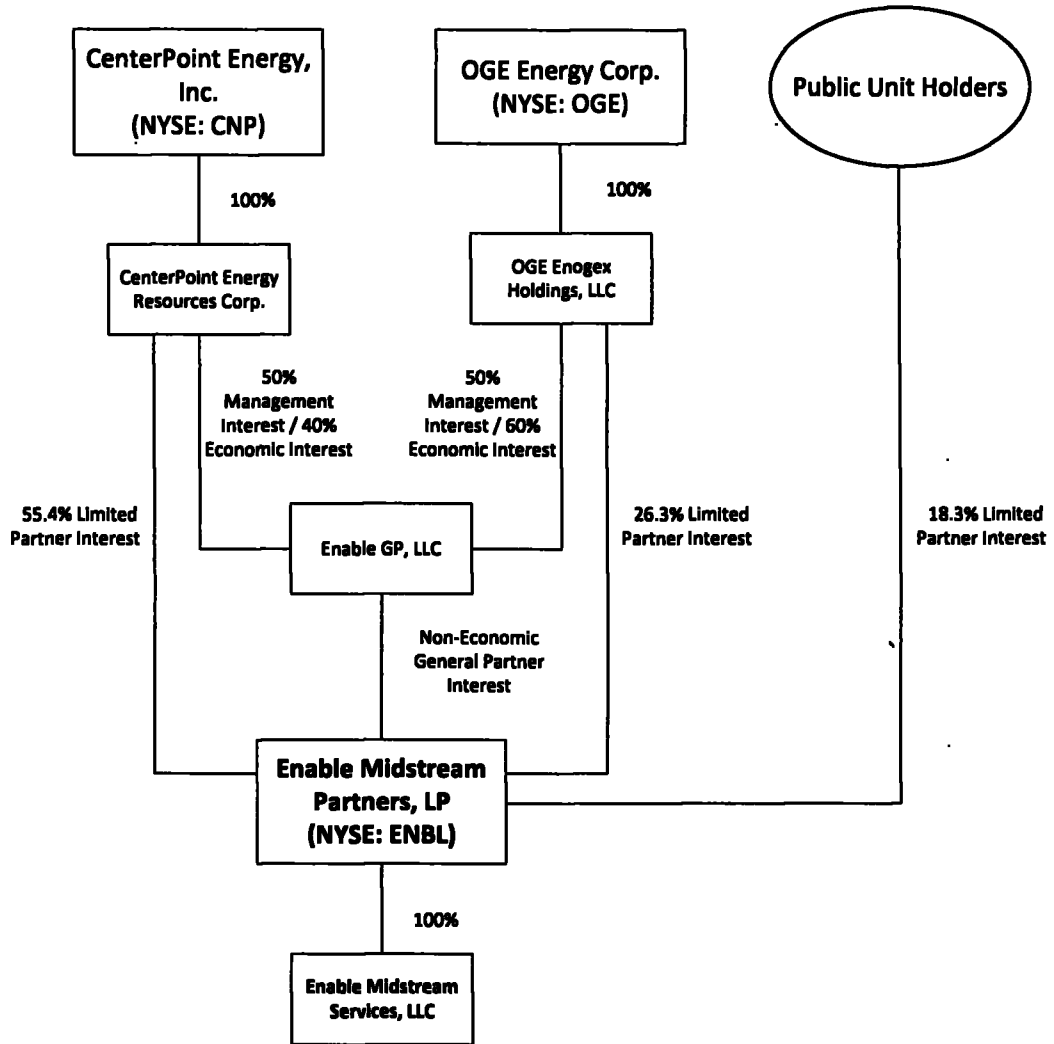 CenterPoint Energy,
Inc.
(NYSE: CNP)
OGE Energy Corp.
(NYSE: OGE)
Public Unit Holders
100%
100%
CenterPoint Energy
Resources Corp.
OGE Enogex
Holdings, LLC
50%
Management
Interest / 40%
Economic Interest
50%
Management
Interest / 60%
Economic Interest
55.4% Limited
Partner Interest
26.3% Limited
Partner Interest
18.3% Limited
Partner Interest
Enable GP, LLC
Non-Economic
General Partner
Interest
Enable Midstream
Partners, LP
(NYSE: ENBL)
100%
Enable Midstream
Services, LLC